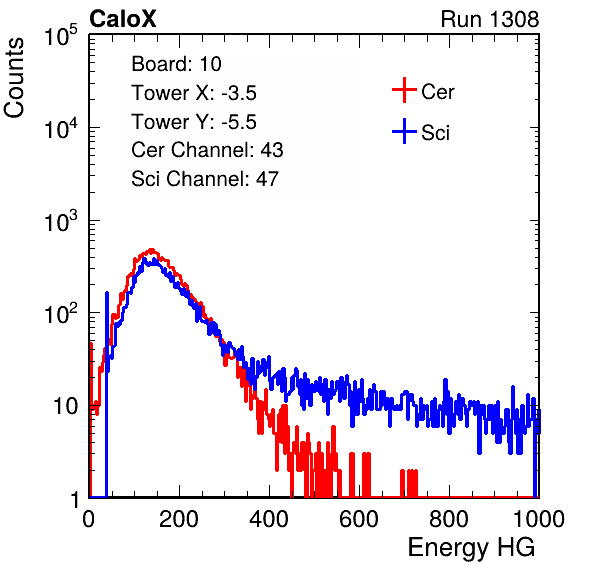 CaloX Run 1308
Counts
10^5
10^4
10^3
10^2
10
1
Board: 10
Tower X: -3.5
Tower Y: -5.5
Cer Channel: 43
Sci Channel: 47
Cer
Sci
0 200 400 600 800 1000
Energy HG